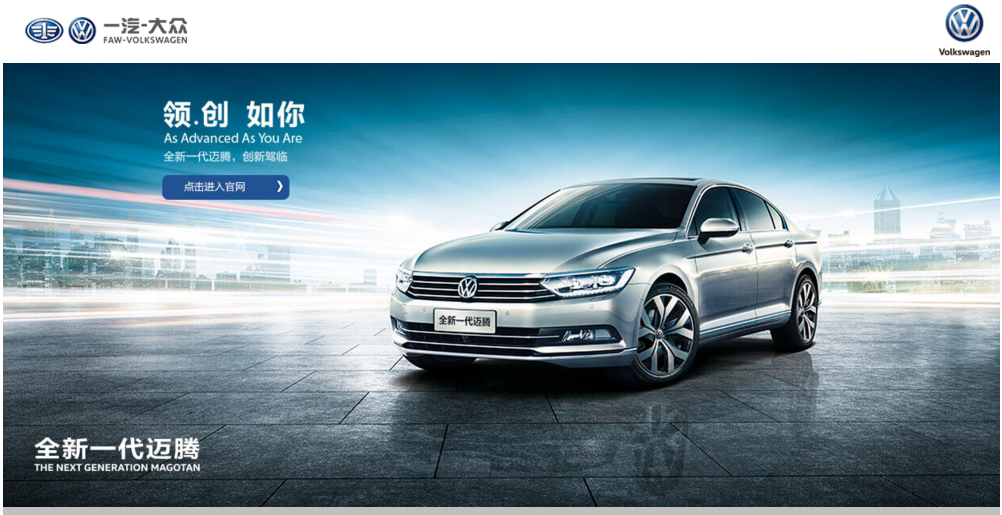 一汽-大众
FAW-VOLKSWAGEN
Volkswagen
领.创 如你
As Advanced As You Are
全新一代迈腾，创新驾临
点击进入官网 ❯
全新一代迈腾
全新一代迈腾
THE NEXT GENERATION MAGOTAN